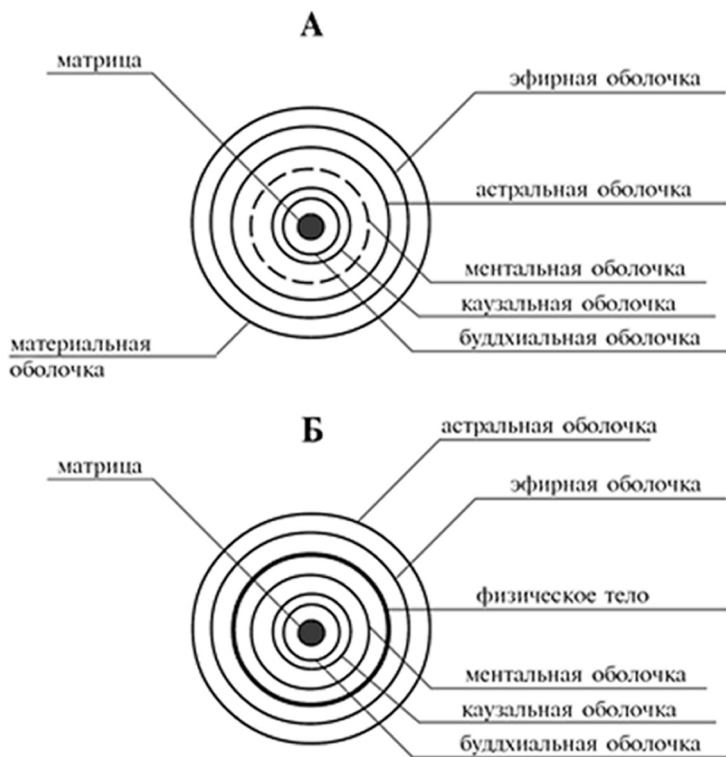 А
матрица
эфирная оболочка
астральная оболочка
ментальная оболочка
каузальная оболочка
буддхиальная оболочка
материальная
оболочка
Б
астральная оболочка
матрица
эфирная оболочка
физическое тело
ментальная оболочка
каузальная оболочка
буддхиальная оболочка